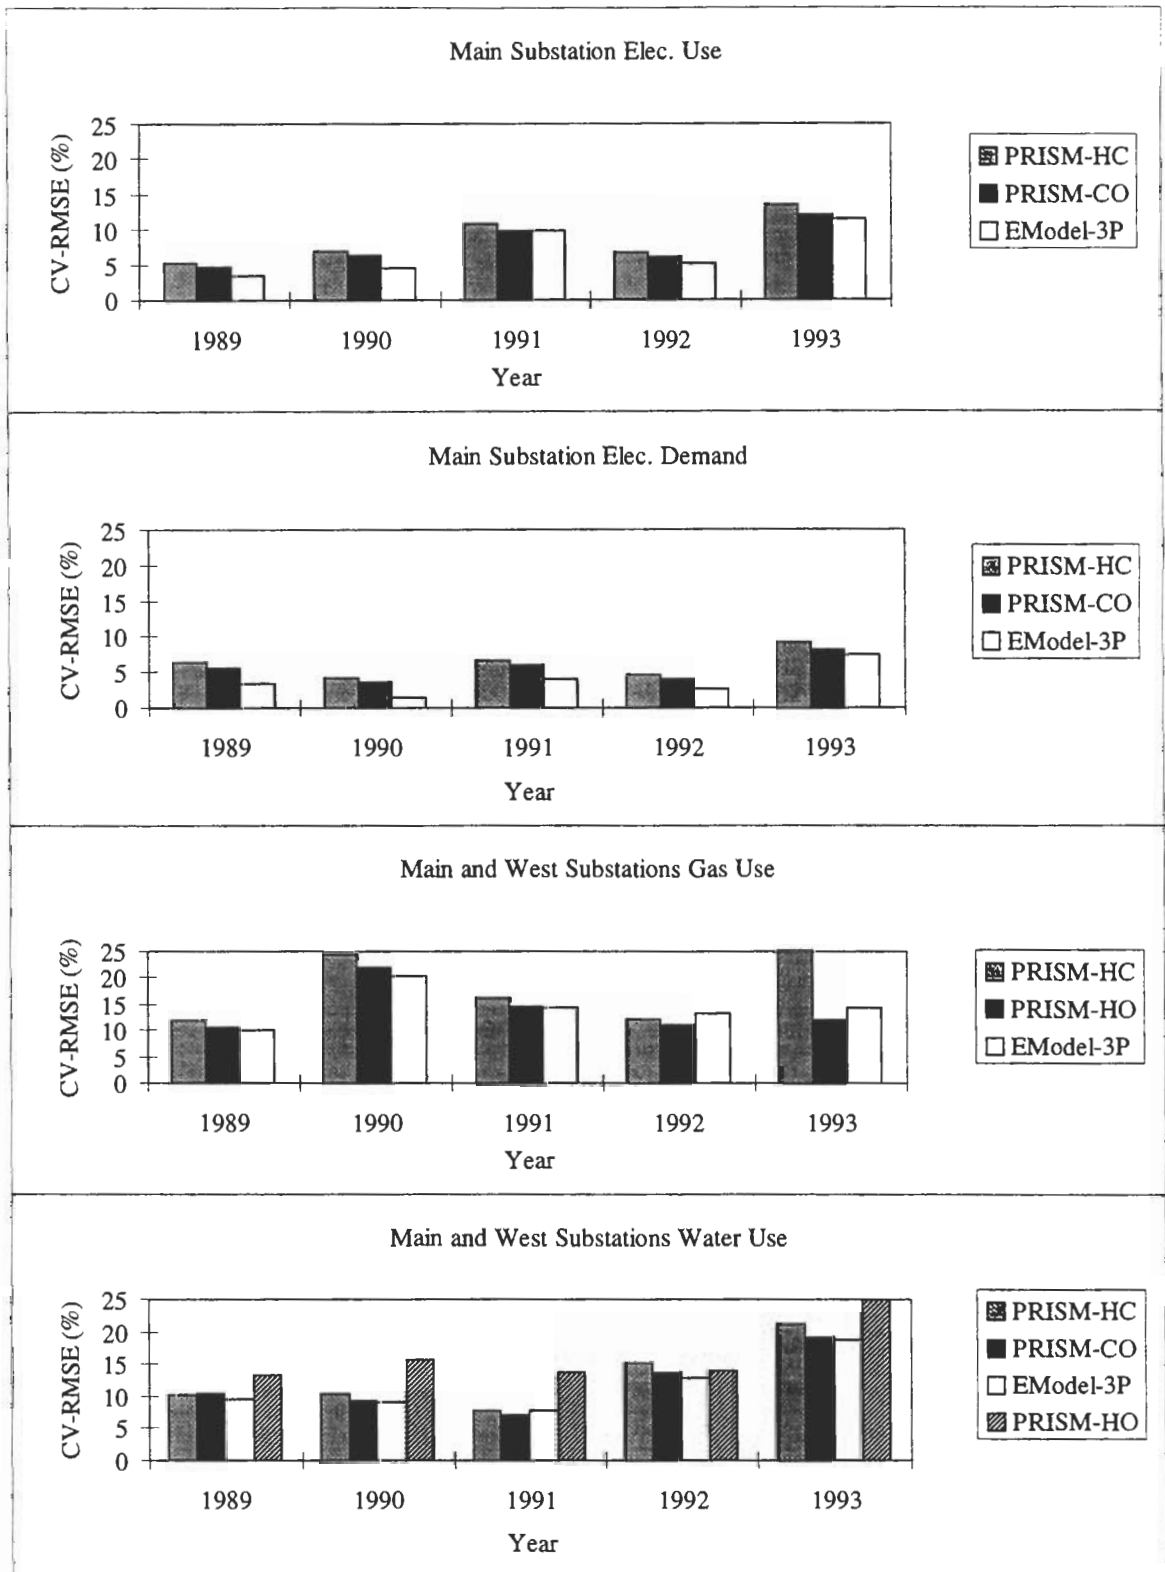 Main Substation Elec. Use
CV-RMSE (%)
25
20
15
10
5
0
1989 1990 1991 1992 1993
Year
PRISM-HC
PRISM-CO
EModel-3P
Main Substation Elec. Demand
CV-RMSE (%)
25
20
15
10
5
0
1989 1990 1991 1992 1993
Year
PRISM-HC
PRISM-CO
EModel-3P
Main and West Substations Gas Use
CV-RMSE (%)
25
20
15
10
5
0
1989 1990 1991 1992 1993
Year
PRISM-HC
PRISM-HO
EModel-3P
Main and West Substations Water Use
CV-RMSE (%)
25
20
15
10
5
0
1989 1990 1991 1992 1993
Year
PRISM-HC
PRISM-CO
EModel-3P
PRISM-HO